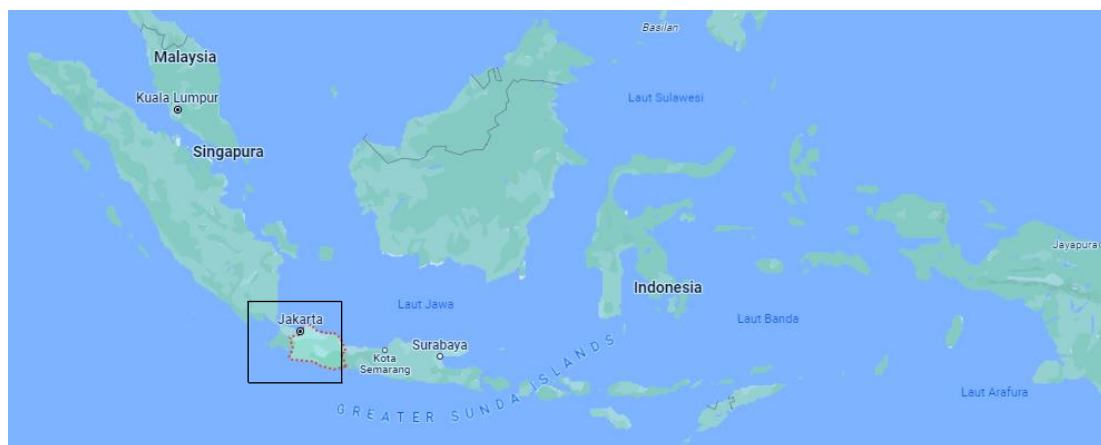 Basilan
Malaysia
Kuala Lumpur
Laut Sulawesi
Singapura
Jayapura
Indonesia
Laut Jawa
Laut Banda
Jakarta
Surabaya
Kota
Semarang
Laut Arafura
GREATER SUNDA ISLANDS